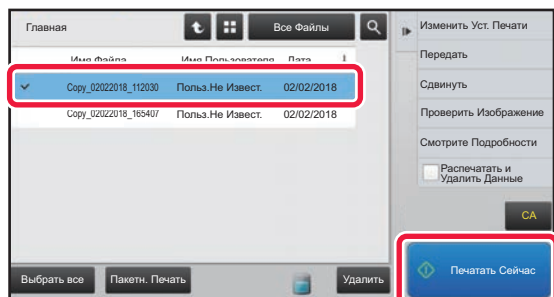 Главная
Все Файлы
Имя Файла Имя Пользователя Дата
Copy_02022018_112030 Польз.Не Извест. 02/02/2018
Copy_02022018_165407 Польз.Не Извест. 02/02/2018
Выбрать все
Пакетн. Печать
Удалить
Изменить Уст. Печати
Передать
Сдвинуть
Проверить Изображение
Смотрите Подробности
Распечатать и
Удалить Данные
CA
Печатать Сейчас